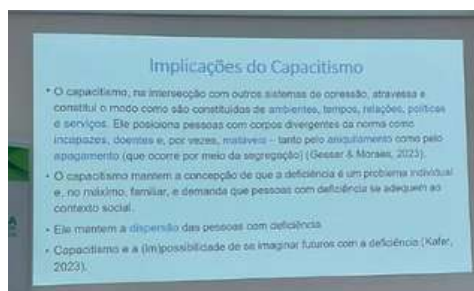 Implicações do Capacitismo
• O capacitismo, na intersecção com outros sistemas de opressão, atravessa e
constitui o modo como são constituídas de ambientes, tempos, relações, políticas
e serviços. Ele posiciona pessoas com corpos divergentes da norma como
incapazes, doentes e, por vezes, matáveis – tanto pelo aniquilamento como pelo
apagamento (que ocorre por meio da segregação) (Gesser & Moraes, 2023).
• O capacitismo mantem a concepção de que a deficiência é um problema individual
e, no máximo, familiar, e demanda que pessoas com deficiência se adequem ao
contexto social.
• Ele mantem a dispersão das pessoas com deficiência
• Capacitismo e a (im)possibilidade de se imaginar futuros com a deficiência (Kafer,
2023).